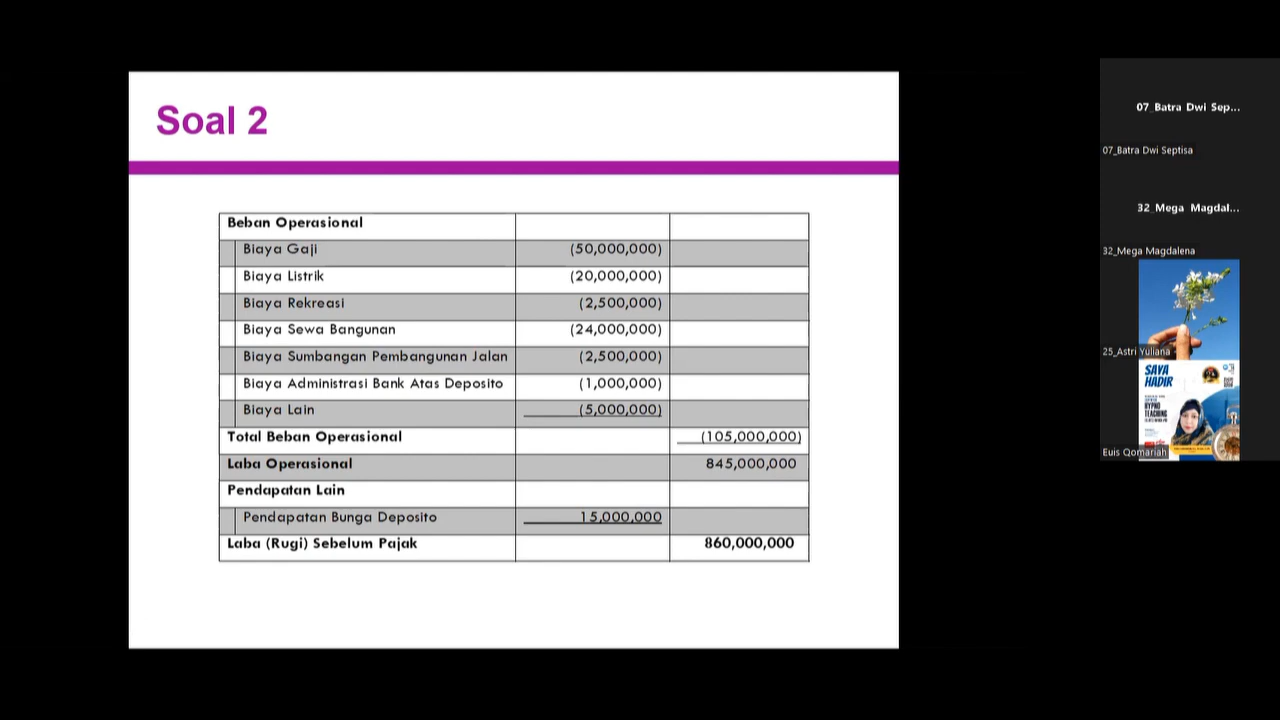 Soal 2
Beban Operasional
Biaya Gaji (50,000,000)
Biaya Listrik (20,000,000)
Biaya Rekreasi (2,500,000)
Biaya Sewa Bangunan (24,000,000)
Biaya Sumbangan Pembangunan Jalan (2,500,000)
Biaya Administrasi Bank Atas Deposito (1,000,000)
Biaya Lain (5,000,000)
Total Beban Operasional (105,000,000)
Laba Operasional 845,000,000
Pendapatan Lain
Pendapatan Bunga Deposito 15,000,000
Laba (Rugi) Sebelum Pajak 860,000,000
07_Batra Dwi Sep...
07_Batra Dwi Septisa
32_Mega Magdal...
32_Mega Magdalena
25_Astri Yuliana
SAYA
HADIR
HYPNO
TEACHING
Euis Qomariah